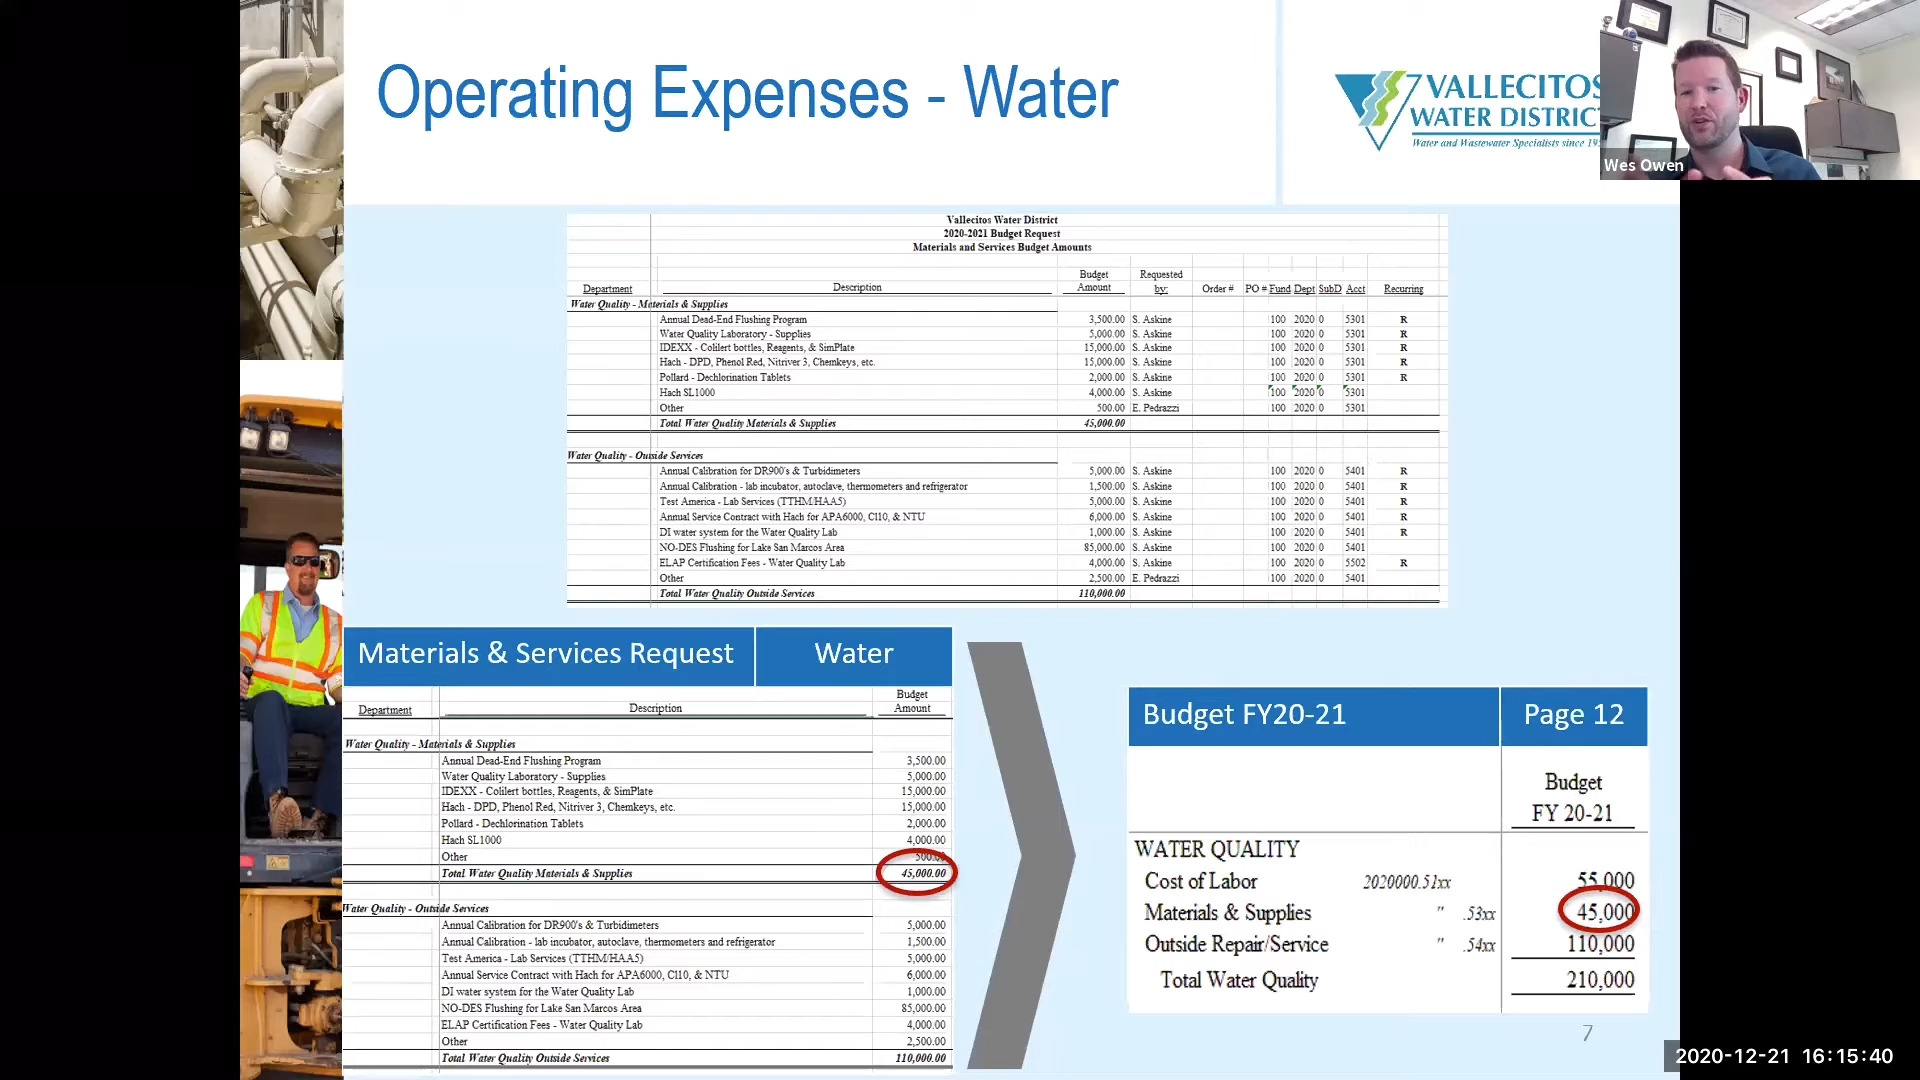 Operating Expenses - Water
VALLECITOS
WATER DISTRIC
Water and Wastewater Specialists since
Wes Owen
Vallecitos Water District
2020-2021 Budget Request
Materials and Services Budget Amounts
Department Description Budget Amount Requested by: Order # PO # Fund Dept SubD Acct Recurring
Water Quality - Materials & Supplies
Annual Dead-End Flushing Program 3,500.00 S. Askine 100 2020 0 5301 R
Water Quality Laboratory - Supplies 5,000.00 S. Askine 100 2020 0 5301 R
IDEXX - Colilert bottles, Reagents, & SimPlate 15,000.00 S. Askine 100 2020 0 5301 R
Hach - DPD, Phenol Red, Nitriver 3, Chemkeys, etc. 15,000.00 S. Askine 100 2020 0 5301 R
Pollard - Dechlorination Tablets 2,000.00 S. Askine 100 2020 0 5301 R
Hach SL1000 4,000.00 S. Askine 100 2020 0 5301
Other 500.00 E. Pedrazzi 100 2020 0 5301
Total Water Quality Materials & Supplies 45,000.00
Water Quality - Outside Services
Annual Calibration for DR900's & Turbidimeters 5,000.00 S. Askine 100 2020 0 5401 R
Annual Calibration - lab incubator, autoclave, thermometers and refrigerator 1,500.00 S. Askine 100 2020 0 5401 R
Test America - Lab Services (TTHM/HAA5) 5,000.00 S. Askine 100 2020 0 5401 R
Annual Service Contract with Hach for APA6000, Cl10, & NTU 6,000.00 S. Askine 100 2020 0 5401 R
DI water system for the Water Quality Lab 1,000.00 S. Askine 100 2020 0 5401 R
NO-DES Flushing for Lake San Marcos Area 85,000.00 S. Askine 100 2020 0 5401
ELAP Certification Fees - Water Quality Lab 4,000.00 S. Askine 100 2020 0 5502 R
Other 2,500.00 E. Pedrazzi 100 2020 0 5401
Total Water Quality Outside Services 110,000.00
Materials & Services Request Water
Department Description Budget Amount
Water Quality - Materials & Supplies
Annual Dead-End Flushing Program 3,500.00
Water Quality Laboratory - Supplies 5,000.00
IDEXX - Colilert bottles, Reagents, & SimPlate 15,000.00
Hach - DPD, Phenol Red, Nitriver 3, Chemkeys, etc. 15,000.00
Pollard - Dechlorination Tablets 2,000.00
Hach SL1000 4,000.00
Other 500.00
Total Water Quality Materials & Supplies 45,000.00
Water Quality - Outside Services
Annual Calibration for DR900's & Turbidimeters 5,000.00
Annual Calibration - lab incubator, autoclave, thermometers and refrigerator 1,500.00
Test America - Lab Services (TTHM/HAA5) 5,000.00
Annual Service Contract with Hach for APA6000, Cl10, & NTU 6,000.00
DI water system for the Water Quality Lab 1,000.00
NO-DES Flushing for Lake San Marcos Area 85,000.00
ELAP Certification Fees - Water Quality Lab 4,000.00
Other 2,500.00
Total Water Quality Outside Services 110,000.00
Budget FY20-21 Page 12
Budget
FY 20-21
WATER QUALITY
Cost of Labor 2020000.51xx 55,000
Materials & Supplies " .53xx 45,000
Outside Repair/Service " .54xx 110,000
Total Water Quality 210,000
7
2020-12-21 16:15:40